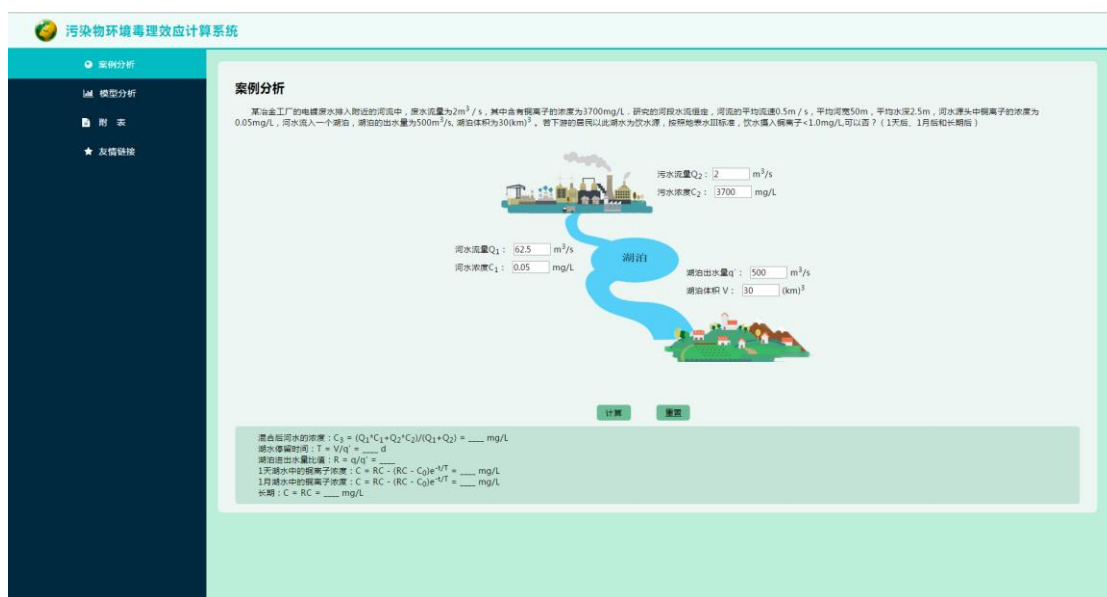 污染物环境毒理效应计算系统
案例分析
模型分析
附 表
友情链接
案例分析
某冶金工厂的电镀废水排入附近的河流中，废水流量为2m³ / s，其中含有铜离子的浓度为3700mg/L．研究的河段水流恒定，河流的平均流速0.5m / s，平均河宽50m，平均水深2.5m，河水源头中铜离子的浓度为
0.05mg/L，河水流入一个湖泊，湖泊的出水量为500m³/s, 湖泊体积为30(km)³ 。若下游的居民以此湖水为饮水源，按照地表水III标准，饮水摄入铜离子<1.0mg/L可以否？（1天后、1月后和长期后）
污水流量Q₂： 2 m³/s
污水浓度C₂： 3700 mg/L
河水流量Q₁： 62.5 m³/s
河水浓度C₁： 0.05 mg/L
湖泊
湖泊出水量q´： 500 m³/s
湖泊体积 V： 30 (km)³
计算 重置
混合后河水的浓度：C₃ = (Q₁*C₁+Q₂*C₂)/(Q₁+Q₂) = ___ mg/L
湖水停留时间：T = V/q´ = ___ d
湖泊进出水量比值：R = q/q´ = ___
1天湖水中的铜离子浓度：C = RC - (RC - C₀)e⁻ᵗ/ᵀ = ___ mg/L
1月湖水中的铜离子浓度：C = RC - (RC - C₀)e⁻ᵗ/ᵀ = ___ mg/L
长期：C = RC = ___ mg/L